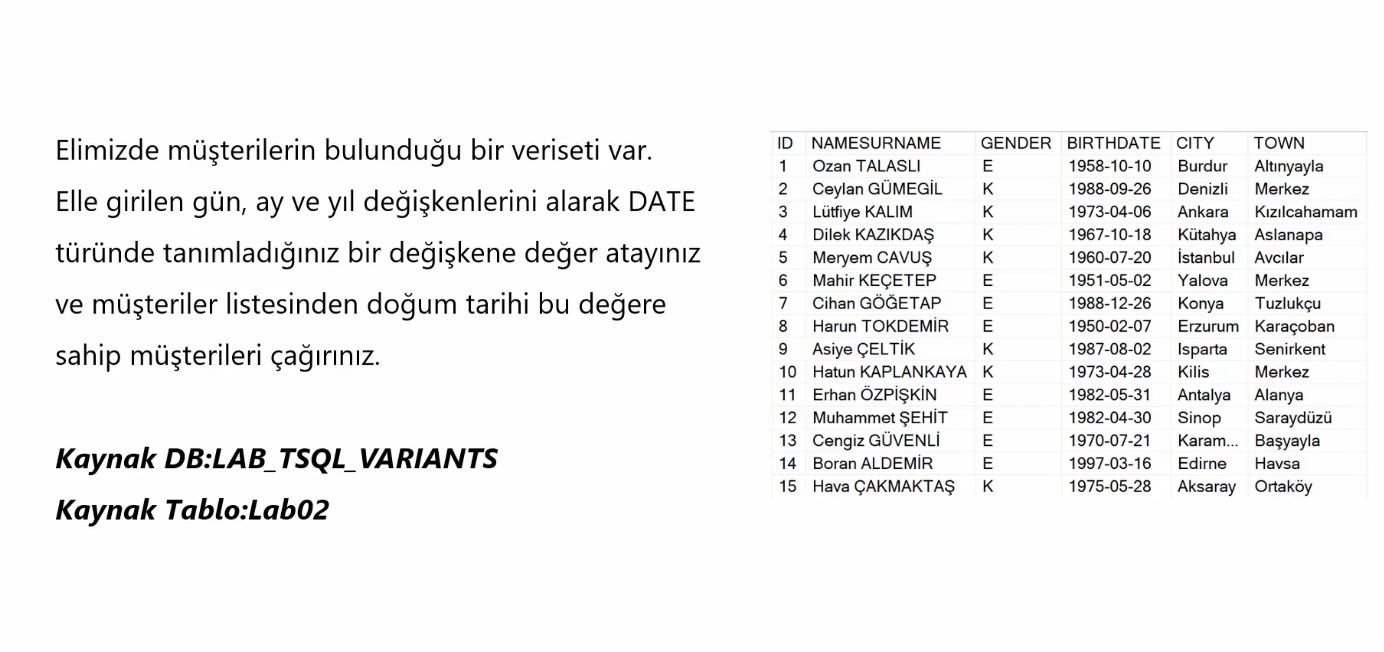 Elimizde müşterilerin bulunduğu bir veriseti var.
Elle girilen gün, ay ve yıl değişkenlerini alarak DATE
türünde tanımladığınız bir değişkene değer atayınız
ve müşteriler listesinden doğum tarihi bu değere
sahip müşterileri çağırınız.
Kaynak DB:LAB_TSQL_VARIANTS
Kaynak Tablo:Lab02
ID NAMESURNAME GENDER BIRTHDATE CITY TOWN
1 Ozan TALASLI E 1958-10-10 Burdur Altınyayla
2 Ceylan GÜMEGİL K 1988-09-26 Denizli Merkez
3 Lütfiye KALIM K 1973-04-06 Ankara Kızılcahamam
4 Dilek KAZIKDAŞ K 1967-10-18 Kütahya Aslanapa
5 Meryem CAVUŞ K 1960-07-20 İstanbul Avcılar
6 Mahir KEÇETEP E 1951-05-02 Yalova Merkez
7 Cihan GÖĞETAP E 1988-12-26 Konya Tuzlukçu
8 Harun TOKDEMİR E 1950-02-07 Erzurum Karaçoban
9 Asiye ÇELTİK K 1987-08-02 Isparta Senirkent
10 Hatun KAPLANKAYA K 1973-04-28 Kilis Merkez
11 Erhan ÖZPİŞKİN E 1982-05-31 Antalya Alanya
12 Muhammet ŞEHİT E 1982-04-30 Sinop Saraydüzü
13 Cengiz GÜVENLİ E 1970-07-21 Karam... Başyayla
14 Boran ALDEMİR E 1997-03-16 Edirne Havsa
15 Hava ÇAKMAKTAŞ K 1975-05-28 Aksaray Ortaköy